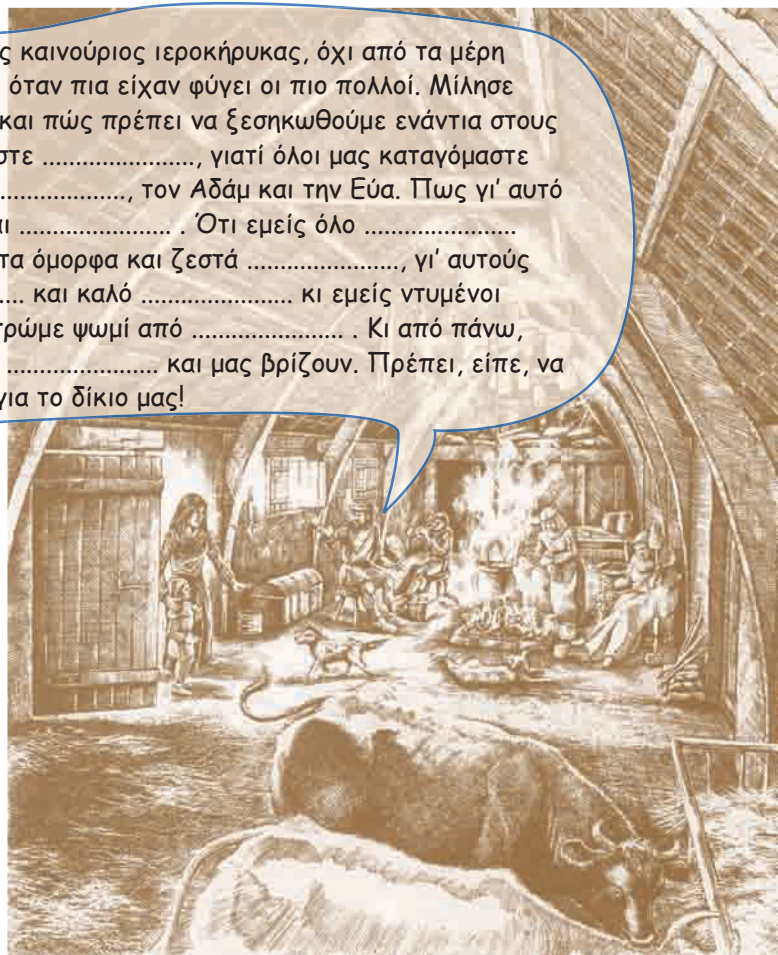 ς καινούριος ιεροκήρυκας, όχι από τα μέρη
όταν πια είχαν φύγει οι πιο πολλοί. Μίλησε
και πώς πρέπει να ξεσηκωθούμε ενάντια στους
στε ......................, γιατί όλοι μας καταγόμαστε
...................., τον Αδάμ και την Εύα. Πως γι' αυτό
αι ...................... . Ότι εμείς όλο ......................
τα όμορφα και ζεστά ......................, γι' αυτούς
.... και καλό ...................... κι εμείς ντυμένοι
τρώμε ψωμί από ...................... . Κι από πάνω,
...................... και μας βρίζουν. Πρέπει, είπε, να
για το δίκιο μας!